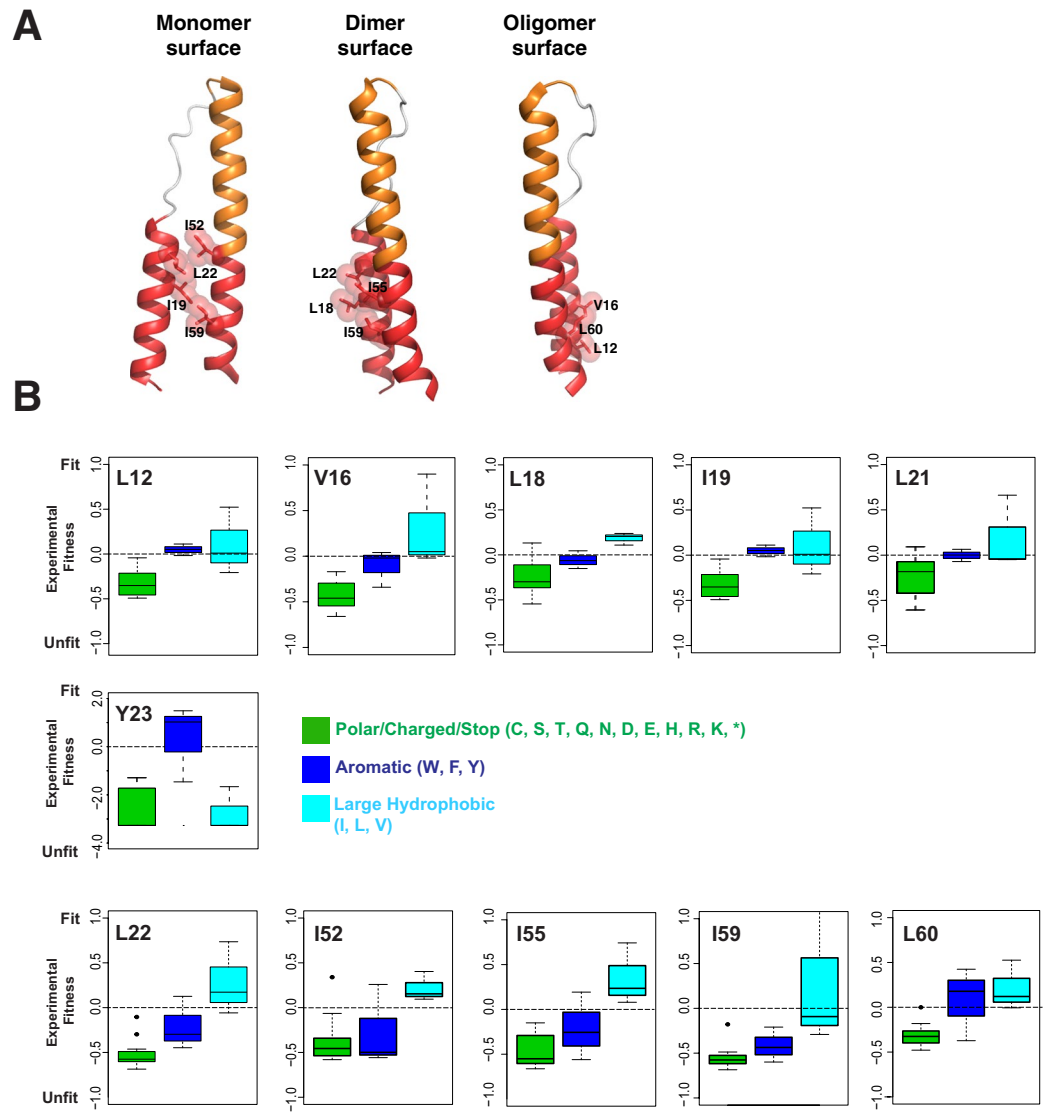 A
Monomer surface
Dimer surface
Oligomer surface
I52
L22
I19
I59
L22
I55
L18
I59
V16
L60
L12
B
Fit
Experimental Fitness
Unfit
1.0
0.5
0.0
−0.5
−1.0
L12
1.0
0.5
0.0
−0.5
−1.0
V16
1.0
0.5
0.0
−0.5
−1.0
L18
1.0
0.5
0.0
−0.5
−1.0
I19
1.0
0.5
0.0
−0.5
−1.0
L21
Fit
Experimental Fitness
Unfit
2.0
0.0
−2.0
−4.0
Y23
Polar/Charged/Stop (C, S, T, Q, N, D, E, H, R, K, *)
Aromatic (W, F, Y)
Large Hydrophobic
(I, L, V)
Fit
Experimental Fitness
Unfit
1.0
0.5
0.0
−0.5
−1.0
L22
1.0
0.5
0.0
−0.5
−1.0
I52
1.0
0.5
0.0
−0.5
−1.0
I55
1.0
0.5
0.0
−0.5
−1.0
I59
1.0
0.5
0.0
−0.5
−1.0
L60